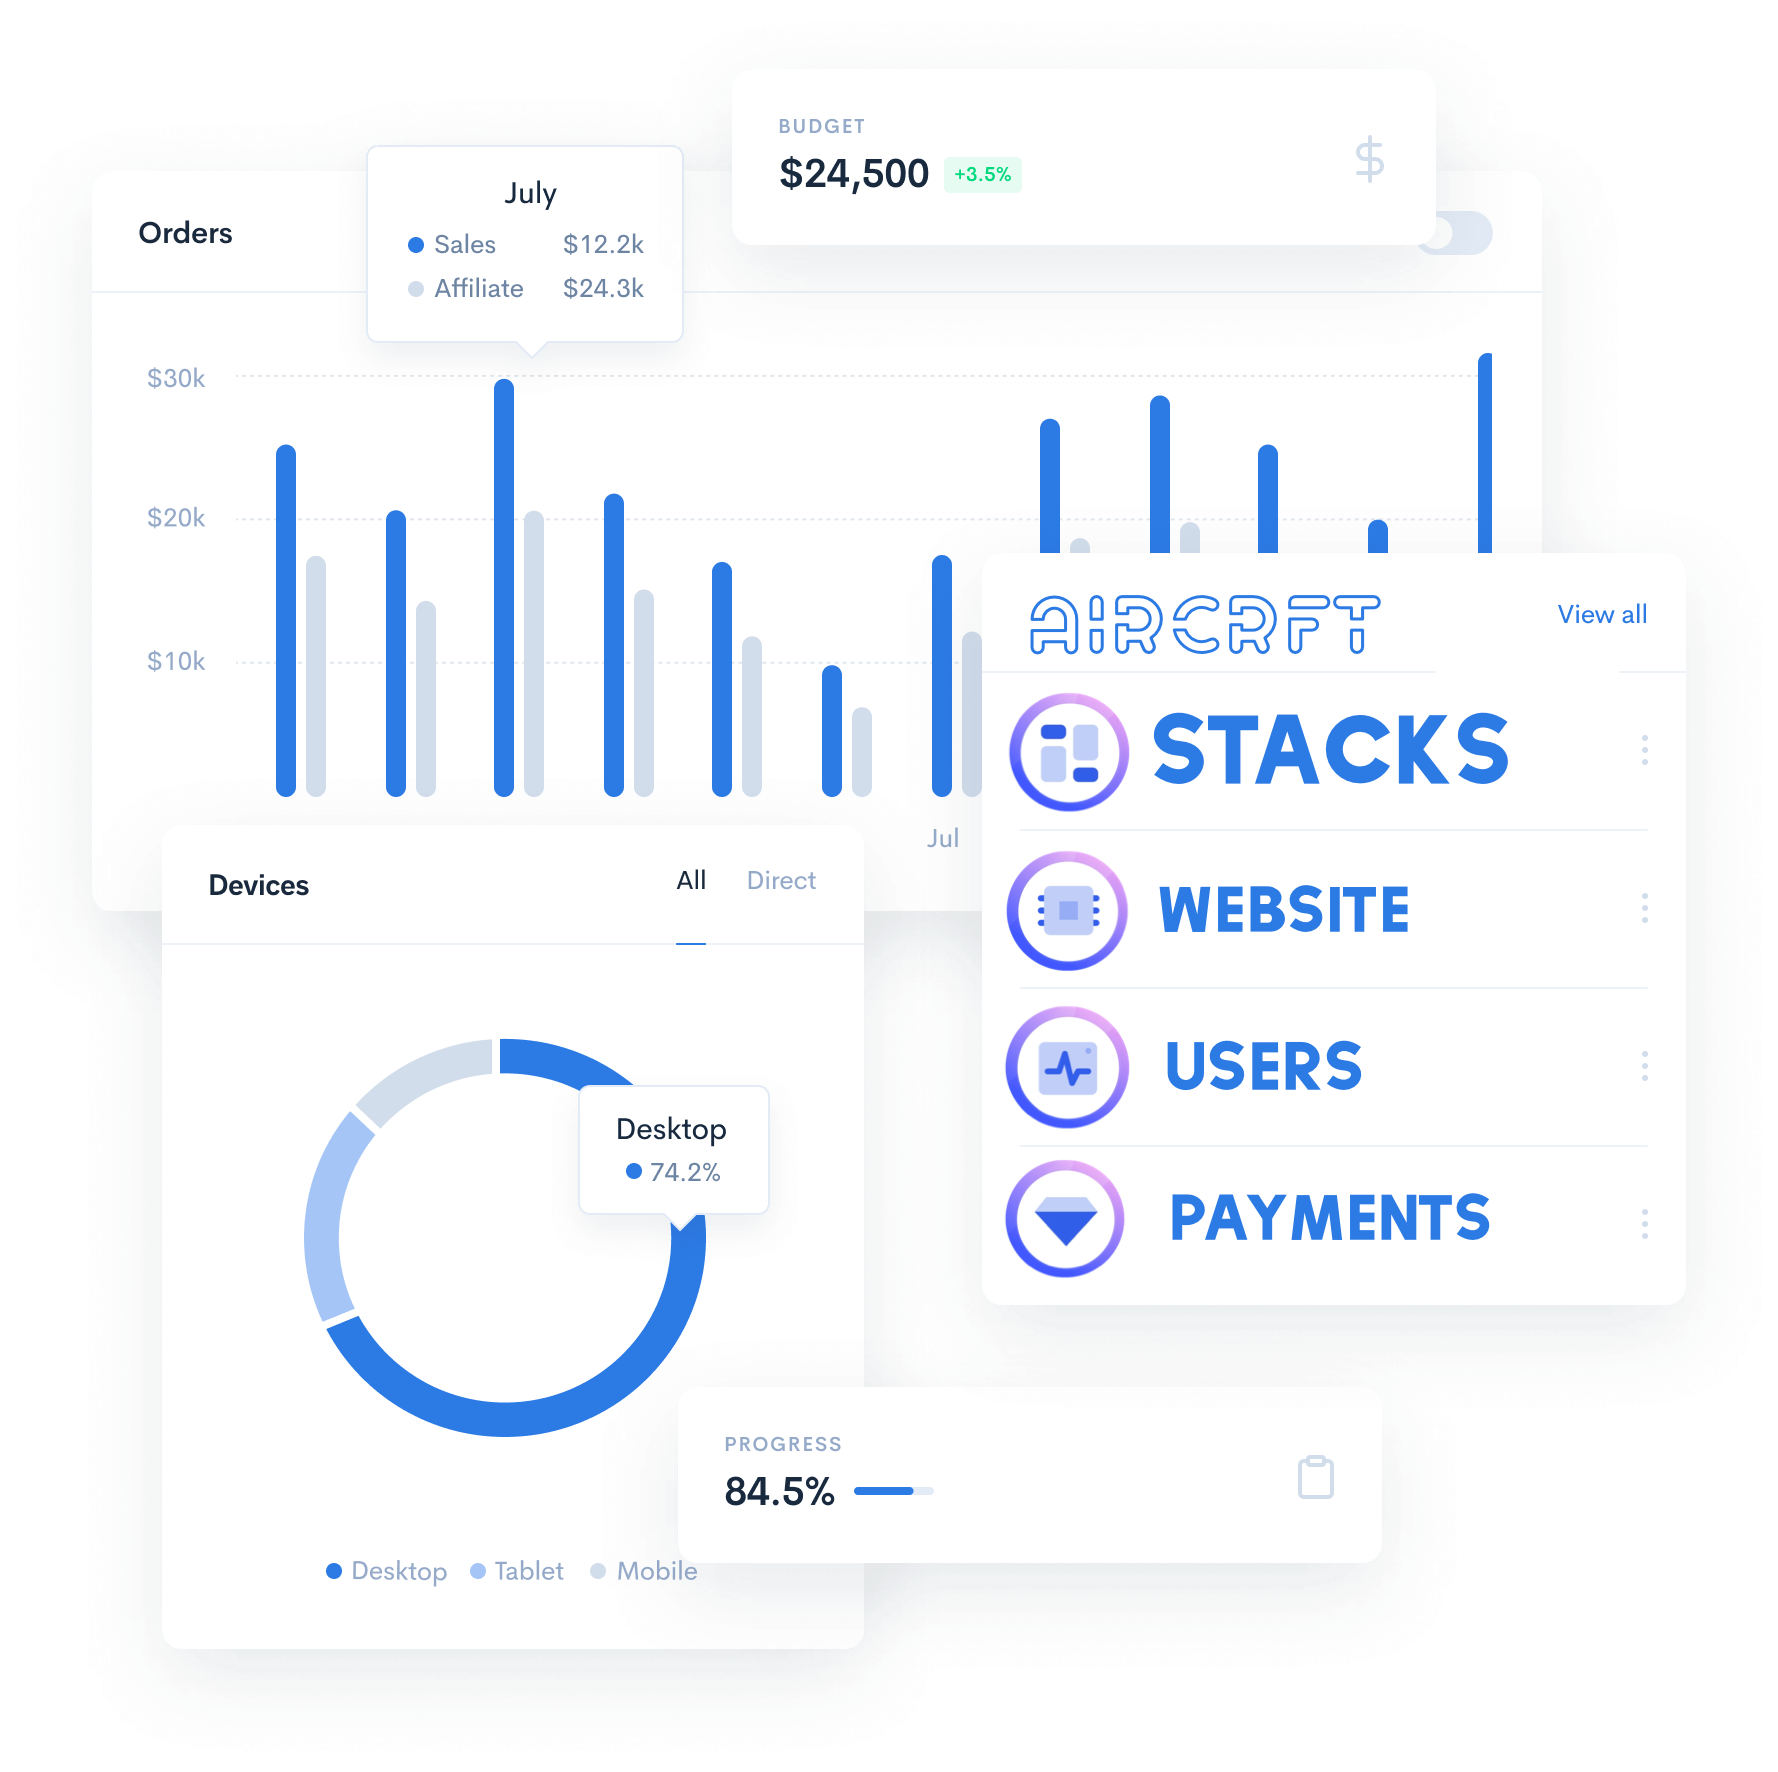 BUDGET
$24,500 +3.5%
July
Sales $12.2k
Affiliate $24.3k
Orders
$30k
$20k
$10k
Jul
AIRCRFT View all
STACKS
WEBSITE
USERS
PAYMENTS
Devices All Direct
Desktop
74.2%
PROGRESS
84.5%
Desktop Tablet Mobile